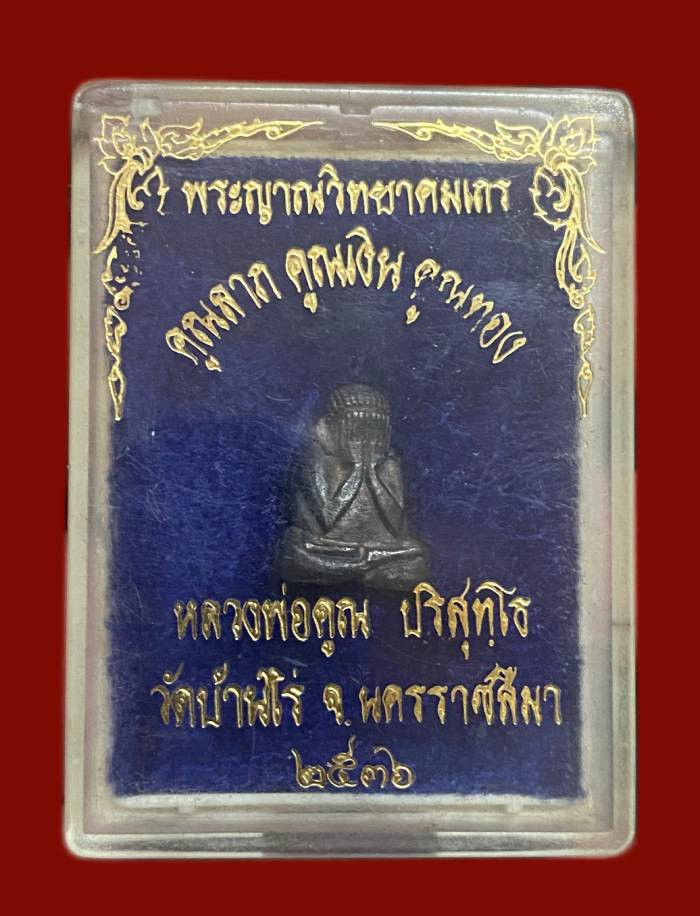 พระญาณวิทยาคมเถร
คูณลาภ คูณเงิน คูณทอง
หลวงพ่อคูณ ปริสุทฺโธ
วัดบ้านไร่ จ.นครราชสีมา
๒๕๓๖